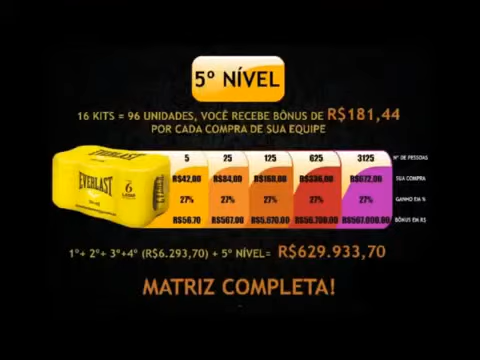 5º NÍVEL
16 KITS = 96 UNIDADES, VOCÊ RECEBE BÔNUS DE R$181,44
POR CADA COMPRA DE SUA EQUIPE
5 25 125 625 3125 Nº DE PESSOAS
R$42,00 R$84,00 R$168,00 R$336,00 R$672,00 SUA COMPRA
27% 27% 27% 27% 27% GANHO EM %
R$56.70 R$567.00 R$5.670,00 R$56.700,00 R$567.000,00 BÔNUS EM R$
EVERLAST
6
EVERLAST
1º+ 2º+ 3º+4º (R$6.293,70) + 5º NÍVEL= R$629.933,70
MATRIZ COMPLETA!